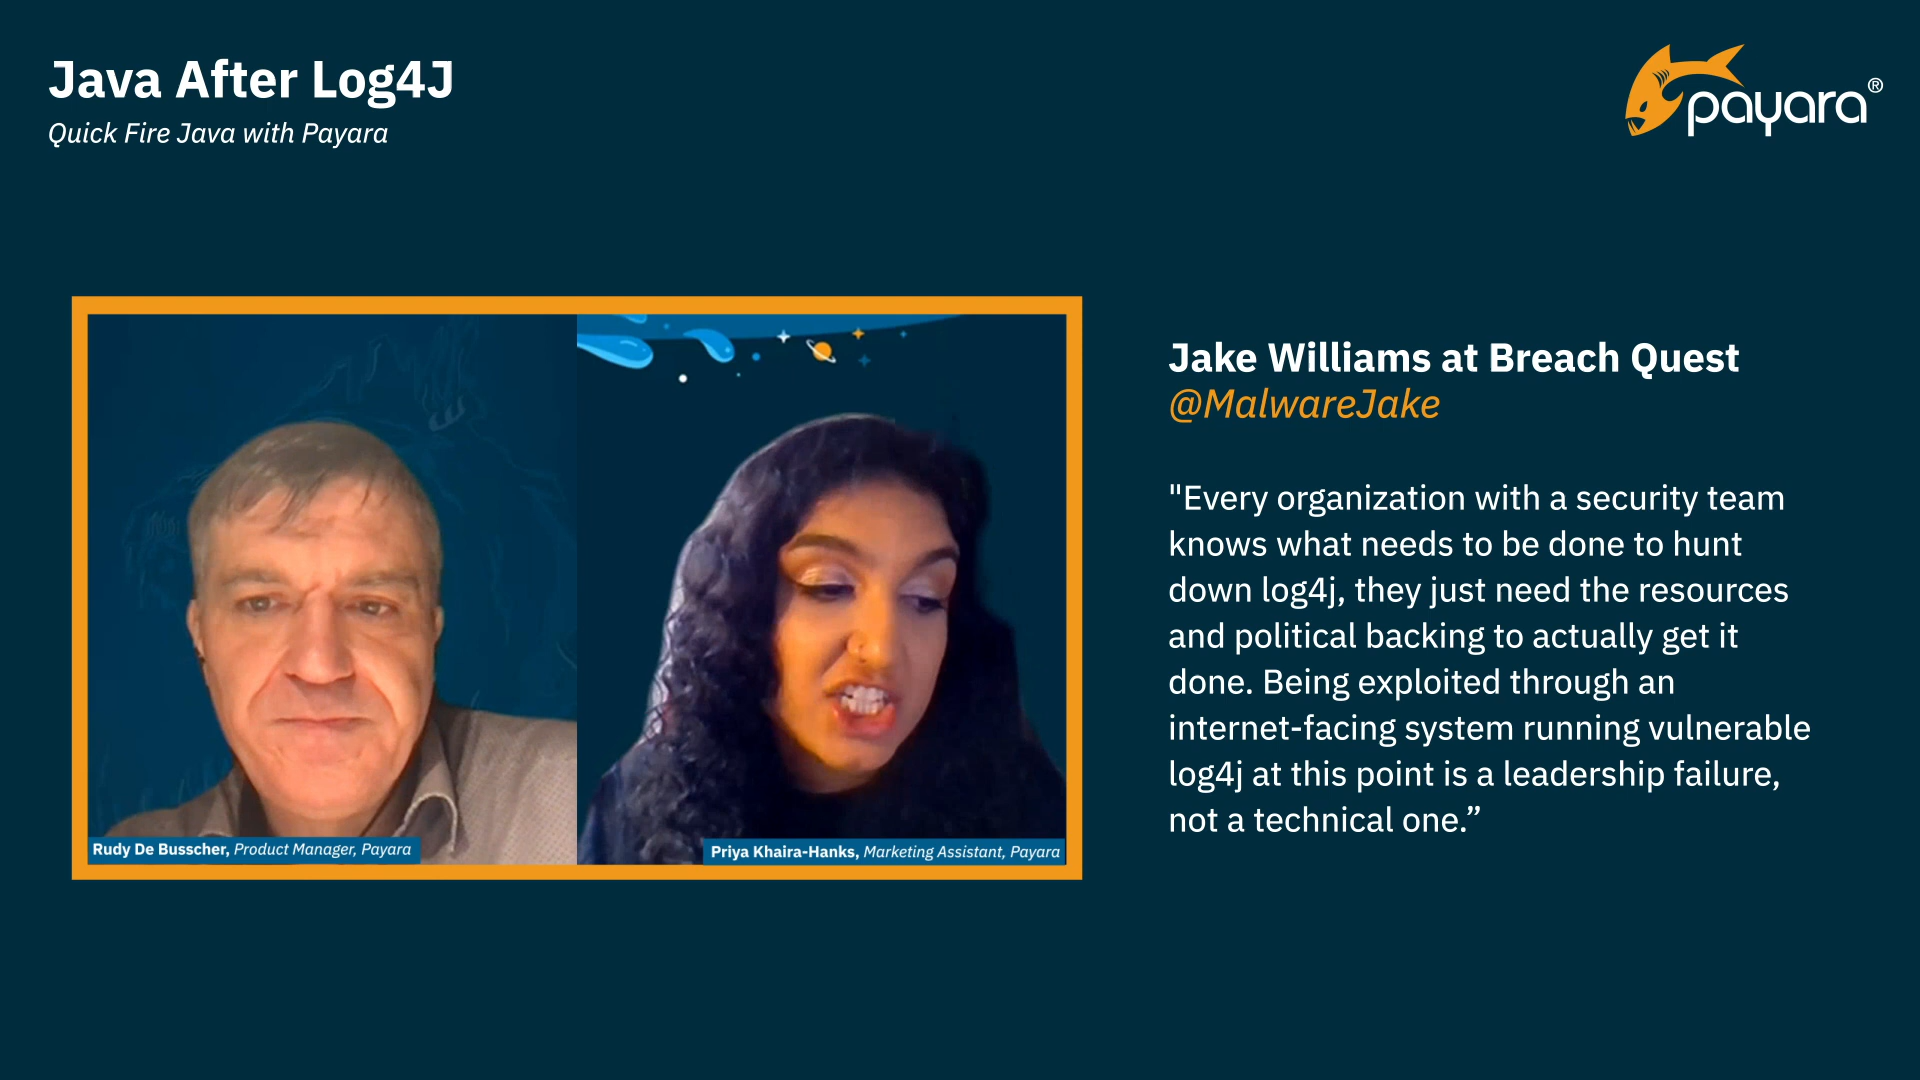 Java After Log4J
Quick Fire Java with Payara
payara®
Rudy De Busscher, Product Manager, Payara
Priya Khaira-Hanks, Marketing Assistant, Payara
Jake Williams at Breach Quest
@MalwareJake
"Every organization with a security team
knows what needs to be done to hunt
down log4j, they just need the resources
and political backing to actually get it
done. Being exploited through an
internet-facing system running vulnerable
log4j at this point is a leadership failure,
not a technical one.”